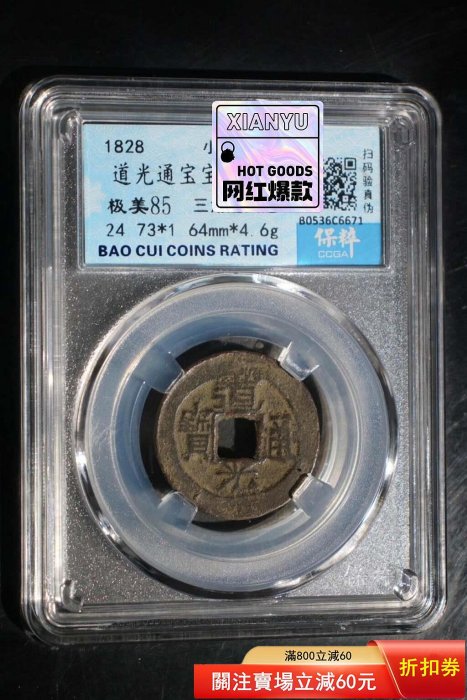 1828 小
道光通宝宝
极美85 三
24 73*1 64mm*4.6g
BAO CUI COINS RATING
XIANYU
HOT GOODS
网红爆款
扫码验真伪
80536C6671
保粹
CCGA
道光通寶
滿800立減60
關注賣場立減60元
折扣券